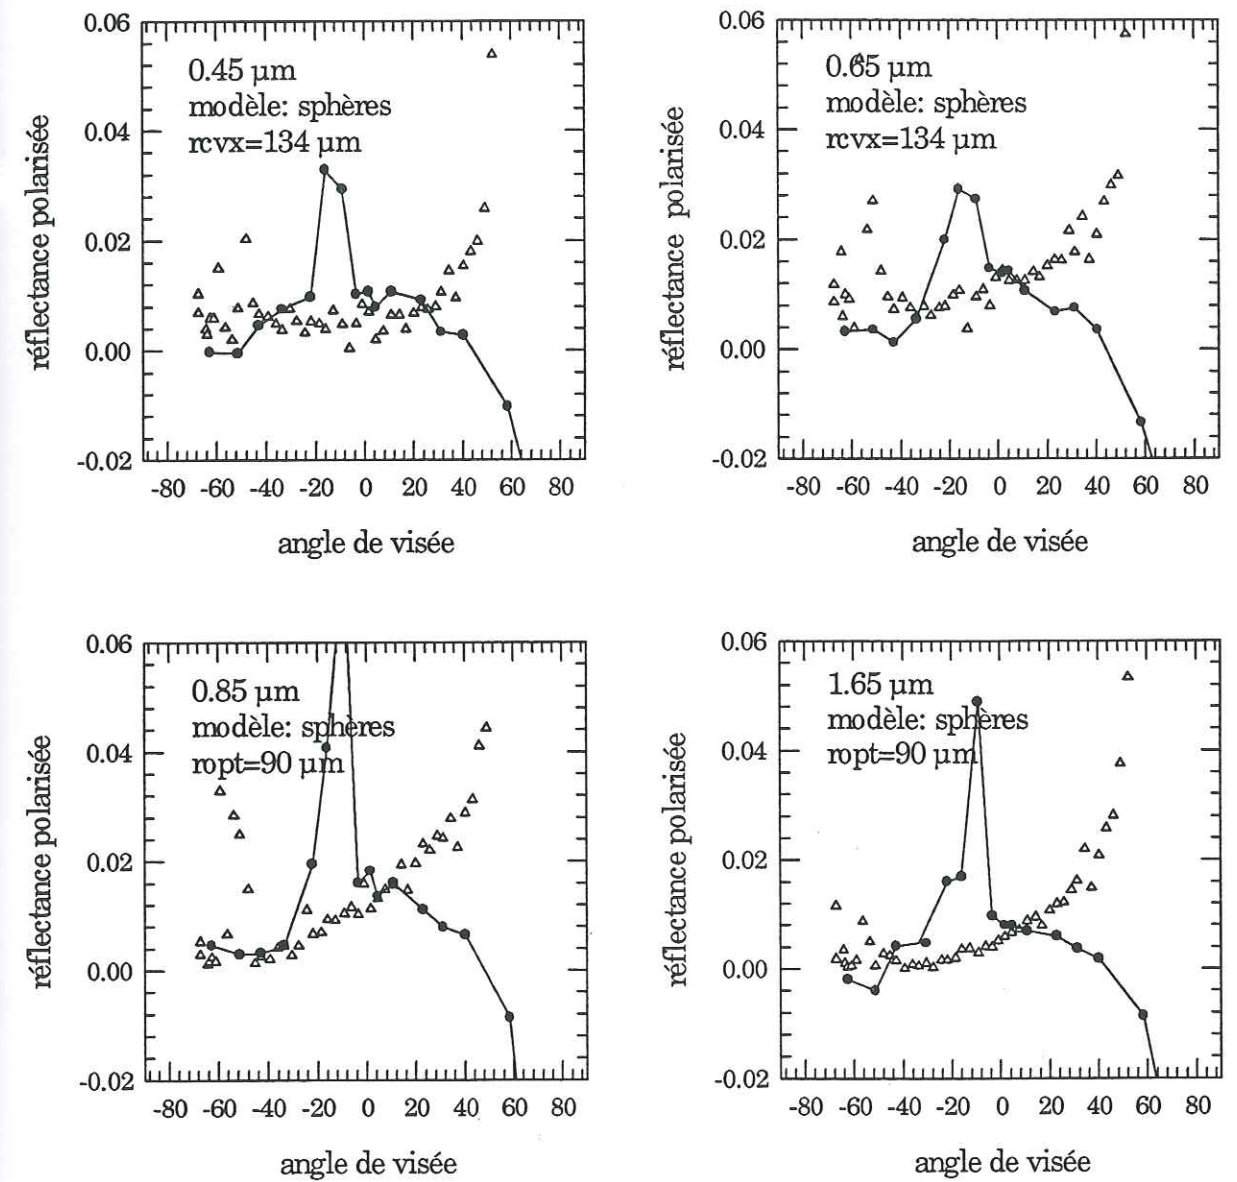 0.06
0.04
0.02
0.00
-0.02
réflectance polarisée
0.45 µm
modèle: sphères
rcvx=134 µm
-80 -60 -40 -20 0 20 40 60 80
angle de visée
0.06
0.04
0.02
0.00
-0.02
réflectance polarisée
0.65 µm
modèle: sphères
rcvx=134 µm
-80 -60 -40 -20 0 20 40 60 80
angle de visée
0.06
0.04
0.02
0.00
-0.02
réflectance polarisée
0.85 µm
modèle: sphères
ropt=90 µm
-80 -60 -40 -20 0 20 40 60 80
angle de visée
0.06
0.04
0.02
0.00
-0.02
réflectance polarisée
1.65 µm
modèle: sphères
ropt=90 µm
-80 -60 -40 -20 0 20 40 60 80
angle de visée